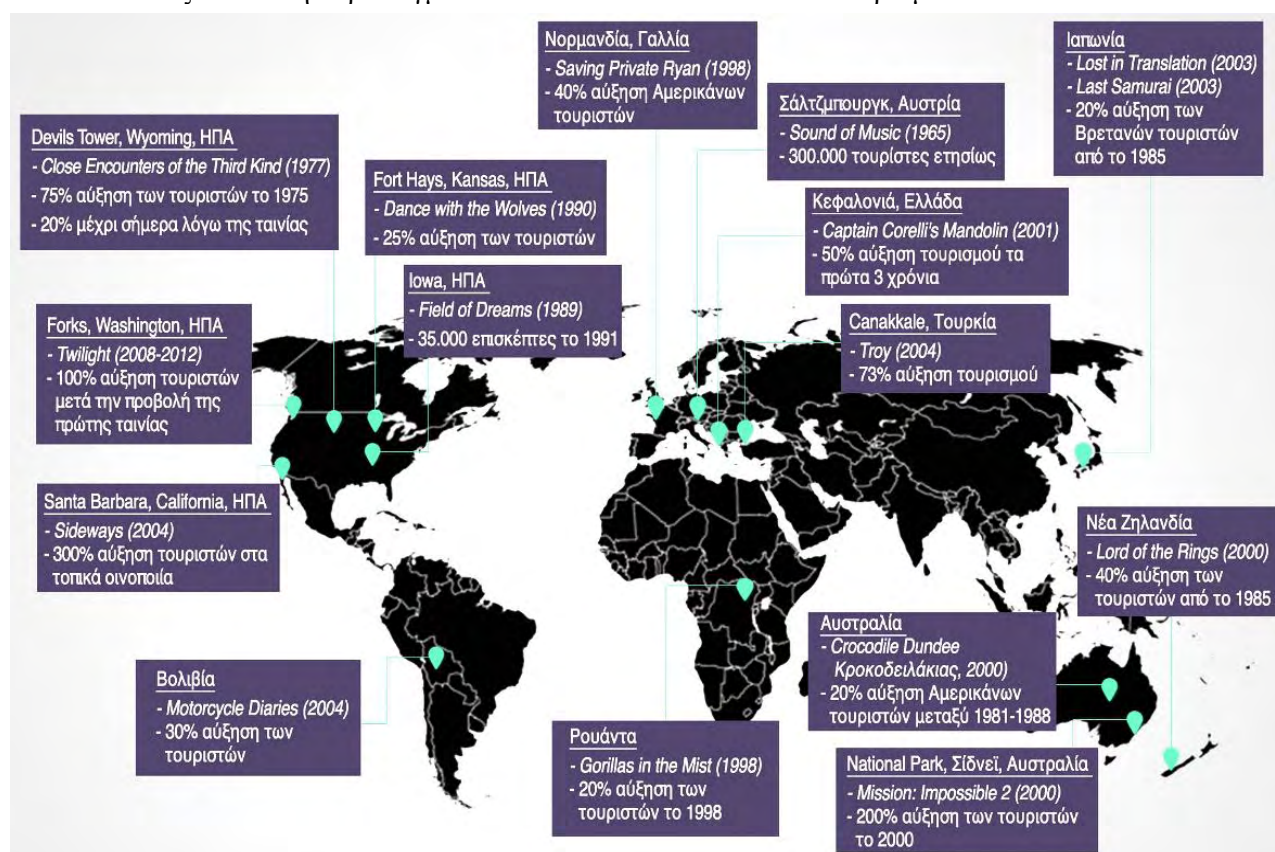 Νορμανδία, Γαλλία
- Saving Private Ryan (1998)
- 40% αύξηση Αμερικάνων
τουριστών
Ιαπωνία
- Lost in Translation (2003)
- Last Samurai (2003)
- 20% αύξηση των
Βρετανών τουριστών
από το 1985
Σάλτζμπουργκ, Αυστρία
- Sound of Music (1965)
- 300.000 τουρίστες ετησίως
Devils Tower, Wyoming, ΗΠΑ
- Close Encounters of the Third Kind (1977)
- 75% αύξηση των τουριστών το 1975
- 20% μέχρι σήμερα λόγω της ταινίας
Fort Hays, Kansas, ΗΠΑ
- Dance with the Wolves (1990)
- 25% αύξηση των τουριστών
Κεφαλονιά, Ελλάδα
- Captain Corelli's Mandolin (2001)
- 50% αύξηση τουρισμού τα
πρώτα 3 χρόνια
Iowa, ΗΠΑ
- Field of Dreams (1989)
- 35.000 επισκέπτες το 1991
Forks, Washington, ΗΠΑ
- Twilight (2008-2012)
- 100% αύξηση τουριστών
μετά την προβολή της
πρώτης ταινίας
Canakkale, Τουρκία
- Troy (2004)
- 73% αύξηση τουρισμού
Santa Barbara, California, ΗΠΑ
- Sideways (2004)
- 300% αύξηση τουριστών στα
τοπικά οινοποιία
Νέα Ζηλανδία
- Lord of the Rings (2000)
- 40% αύξηση των
τουριστών από το 1985
Αυστραλία
- Crocodile Dundee
Κροκοδειλάκιας, 2000)
- 20% αύξηση Αμερικάνων
τουριστών μεταξύ 1981-1988
Βολιβία
- Motorcycle Diaries (2004)
- 30% αύξηση των
τουριστών
Ρουάντα
- Gorillas in the Mist (1998)
- 20% αύξηση των
τουριστών το 1998
National Park, Σίδνεϊ, Αυστραλία
- Mission: Impossible 2 (2000)
- 200% αύξηση των τουριστών
το 2000